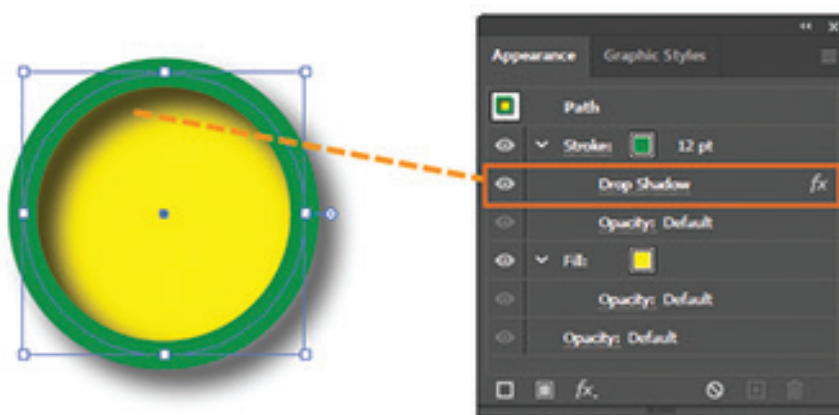 Appearance Graphic Styles
Path
Stroke: 12 pt
Drop Shadow fx
Opacity: Default
Fill:
Opacity: Default
Opacity: Default
fx.